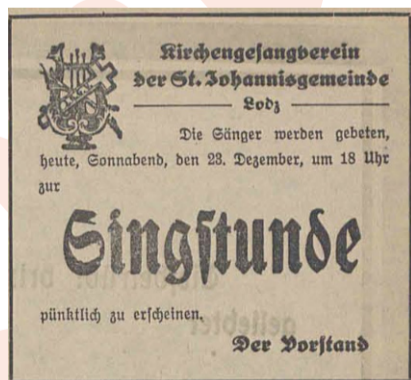 Kirchengesangverein
der St. Johannisgemeinde
Lodz
Die Sänger werden gebeten,
heute, Sonnabend, den 23. Dezember, um 18 Uhr
zur
Singstunde
pünktlich zu erscheinen.
Der Vorstand